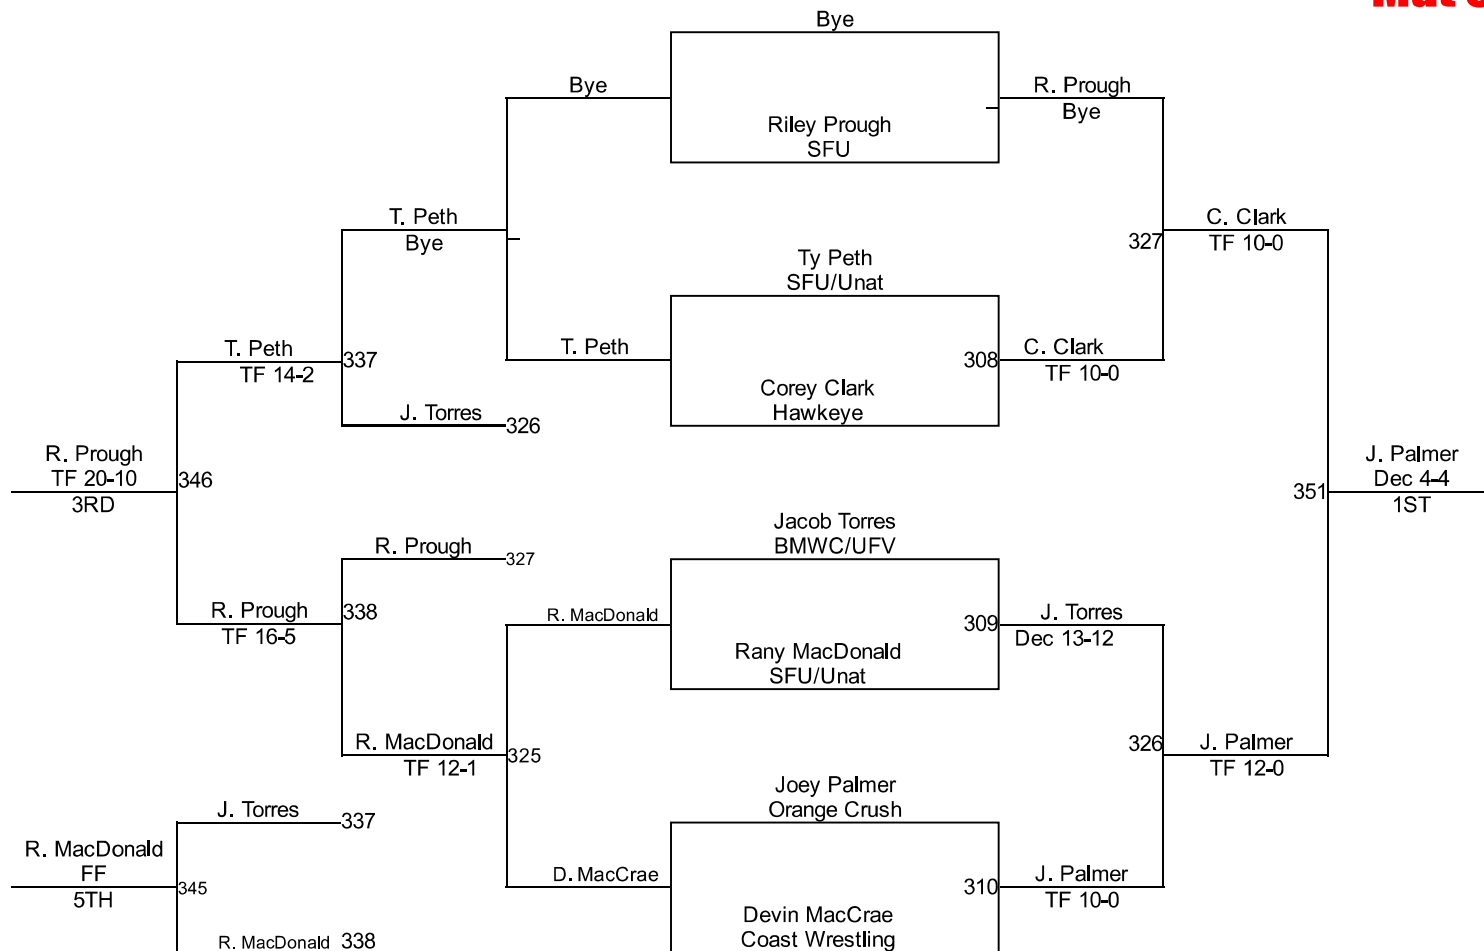 Bye
Bye
R. Prough
Bye
Riley Prough
SFU
T. Peth
Bye
C. Clark
327
TF 10-0
Ty Peth
SFU/Unat
T. Peth
337
TF 14-2
T. Peth
308
C. Clark
TF 10-0
Corey Clark
Hawkeye
J. Torres
326
R. Prough
TF 20-10
346
3RD
J. Palmer
Dec 4-4
351
1ST
Jacob Torres
BMWC/UFV
R. Prough
327
R. Prough
338
TF 16-5
R. MacDonald
309
J. Torres
Dec 13-12
Rany MacDonald
SFU/Unat
R. MacDonald
325
TF 12-1
326
J. Palmer
TF 12-0
Joey Palmer
Orange Crush
J. Torres
337
R. MacDonald
FF
345
5TH
D. MacCrae
310
J. Palmer
TF 10-0
Devin MacCrae
Coast Wrestling
R. MacDonald 338